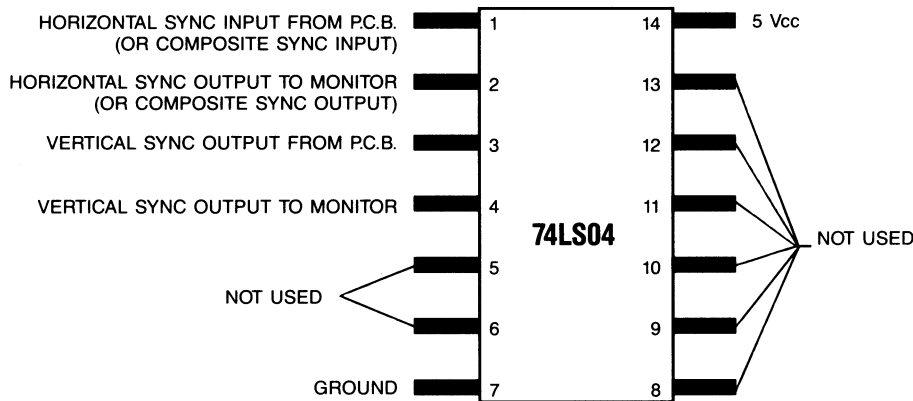 HORIZONTAL SYNC INPUT FROM P.C.B.
(OR COMPOSITE SYNC INPUT)
1
14
5 Vcc
HORIZONTAL SYNC OUTPUT TO MONITOR
(OR COMPOSITE SYNC OUTPUT)
2
13
VERTICAL SYNC OUTPUT FROM P.C.B.
3
12
VERTICAL SYNC OUTPUT TO MONITOR
4
11
74LS04
NOT USED
5
10
NOT USED
6
9
GROUND
7
8